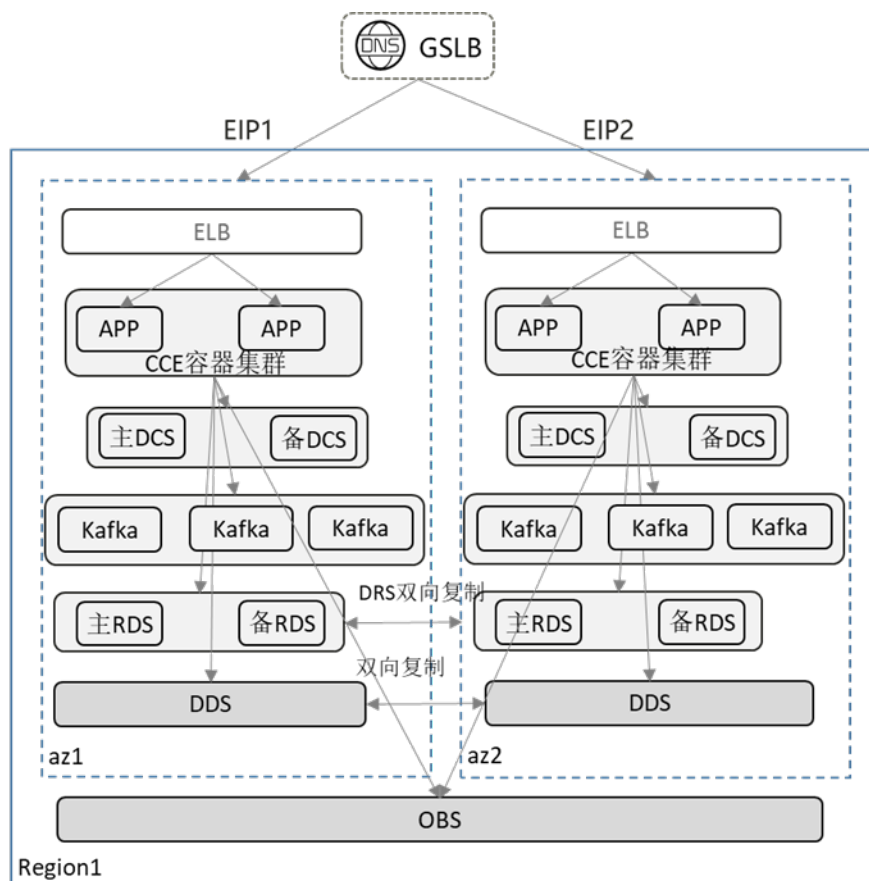 DNS GSLB
EIP1
EIP2
ELB
APP
APP
CCE容器集群
主DCS
备DCS
Kafka
Kafka
Kafka
主RDS
备RDS
DDS
az1
DRS双向复制
双向复制
ELB
APP
APP
CCE容器集群
主DCS
备DCS
Kafka
Kafka
Kafka
主RDS
备RDS
DDS
az2
OBS
Region1